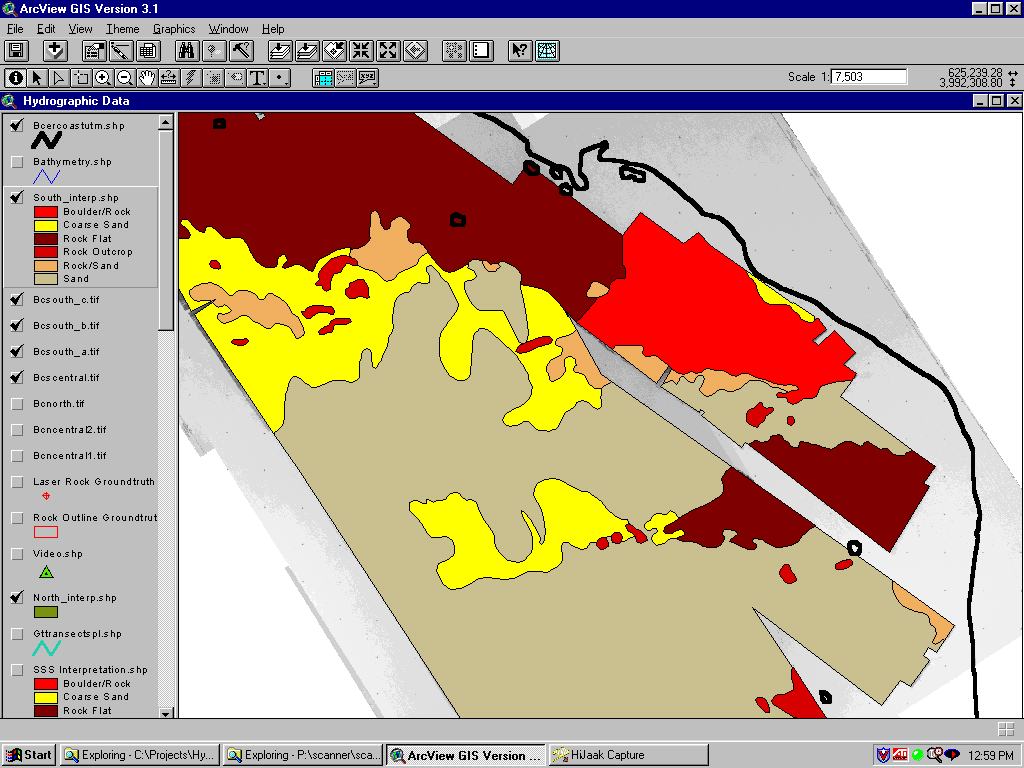 ArcView GIS Version 3.1
File Edit View Theme Graphics Window Help
Scale 1: 7,503
625,239.28
3,992,308.80
Hydrographic Data
Bcercoastutm.shp
Bathymetry.shp
South_interp.shp
Boulder/Rock
Coarse Sand
Rock Flat
Rock Outcrop
Rock/Sand
Sand
Bcsouth_c.tif
Bcsouth_b.tif
Bcsouth_a.tif
Bcscentral.tif
Bcnorth.tif
Bcncentral2.tif
Bcncentral1.tif
Laser Rock Groundtruth
Rock Outline Groundtrut
Video.shp
North_interp.shp
Gttransectspl.shp
SSS Interpretation.shp
Boulder/Rock
Coarse Sand
Rock Flat
Start
Exploring - C:\Projects\Hy...
Exploring - P:\scanner\sca...
ArcView GIS Version ...
HiJaak Capture
12:59 PM